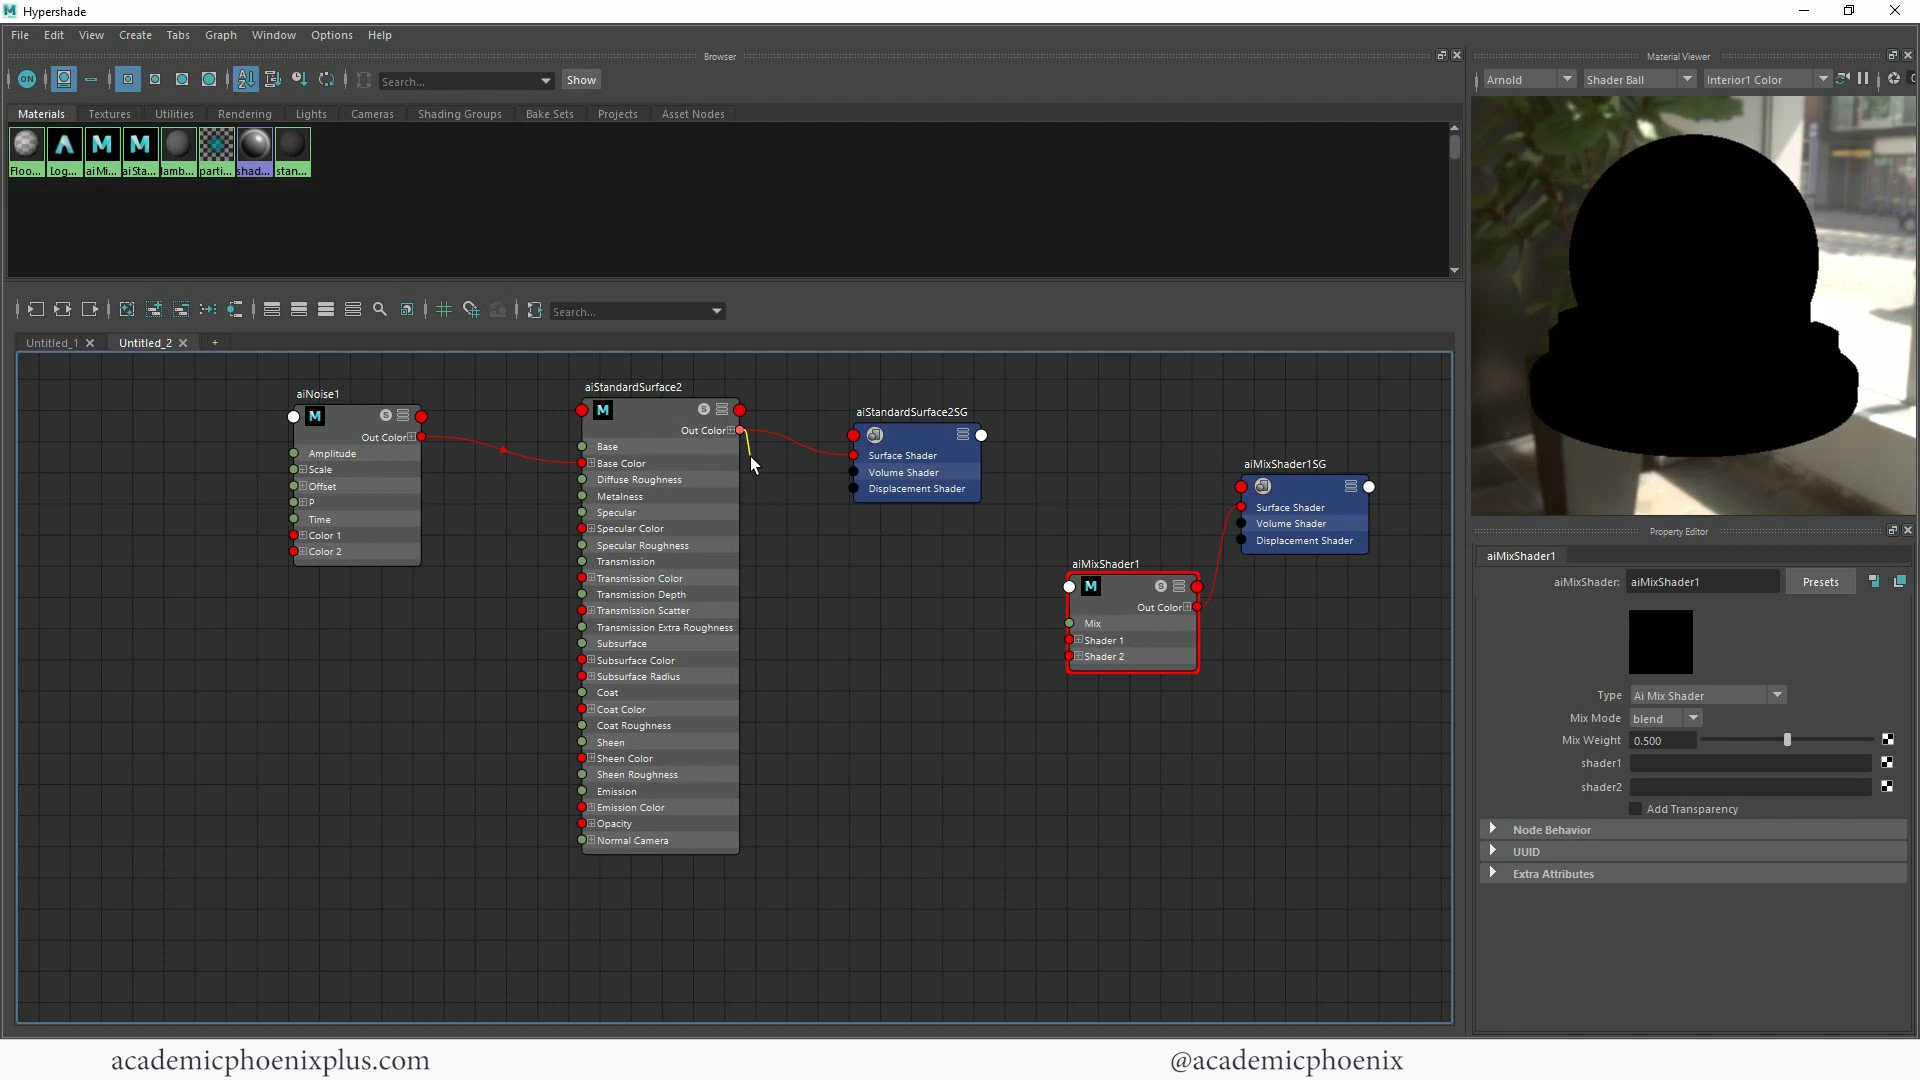 Hypershade
File Edit View Create Tabs Graph Window Options Help
Browser
Material Viewer
ON
Search...
Show
Arnold
Shader Ball
Interior1 Color
Materials Textures Utilities Rendering Lights Cameras Shading Groups Bake Sets Projects Asset Nodes
Floo... Log... aiMi... aiSta... lamb... parti... shad... stan...
Search...
Untitled_1 Untitled_2 +
aiNoise1
Out Color
Amplitude
Scale
Offset
P
Time
Color 1
Color 2
aiStandardSurface2
Out Color
Base
Base Color
Diffuse Roughness
Metalness
Specular
Specular Color
Specular Roughness
Transmission
Transmission Color
Transmission Depth
Transmission Scatter
Transmission Extra Roughness
Subsurface
Subsurface Color
Subsurface Radius
Coat
Coat Color
Coat Roughness
Sheen
Sheen Color
Sheen Roughness
Emission
Emission Color
Opacity
Normal Camera
aiStandardSurface2SG
Surface Shader
Volume Shader
Displacement Shader
aiMixShader1
Out Color
Mix
Shader 1
Shader 2
aiMixShader1SG
Surface Shader
Volume Shader
Displacement Shader
Property Editor
aiMixShader1
aiMixShader: aiMixShader1 Presets
Type Ai Mix Shader
Mix Mode blend
Mix Weight 0.500
shader1
shader2
Add Transparency
Node Behavior
UUID
Extra Attributes
academicphoenixplus.com
@academicphoenix